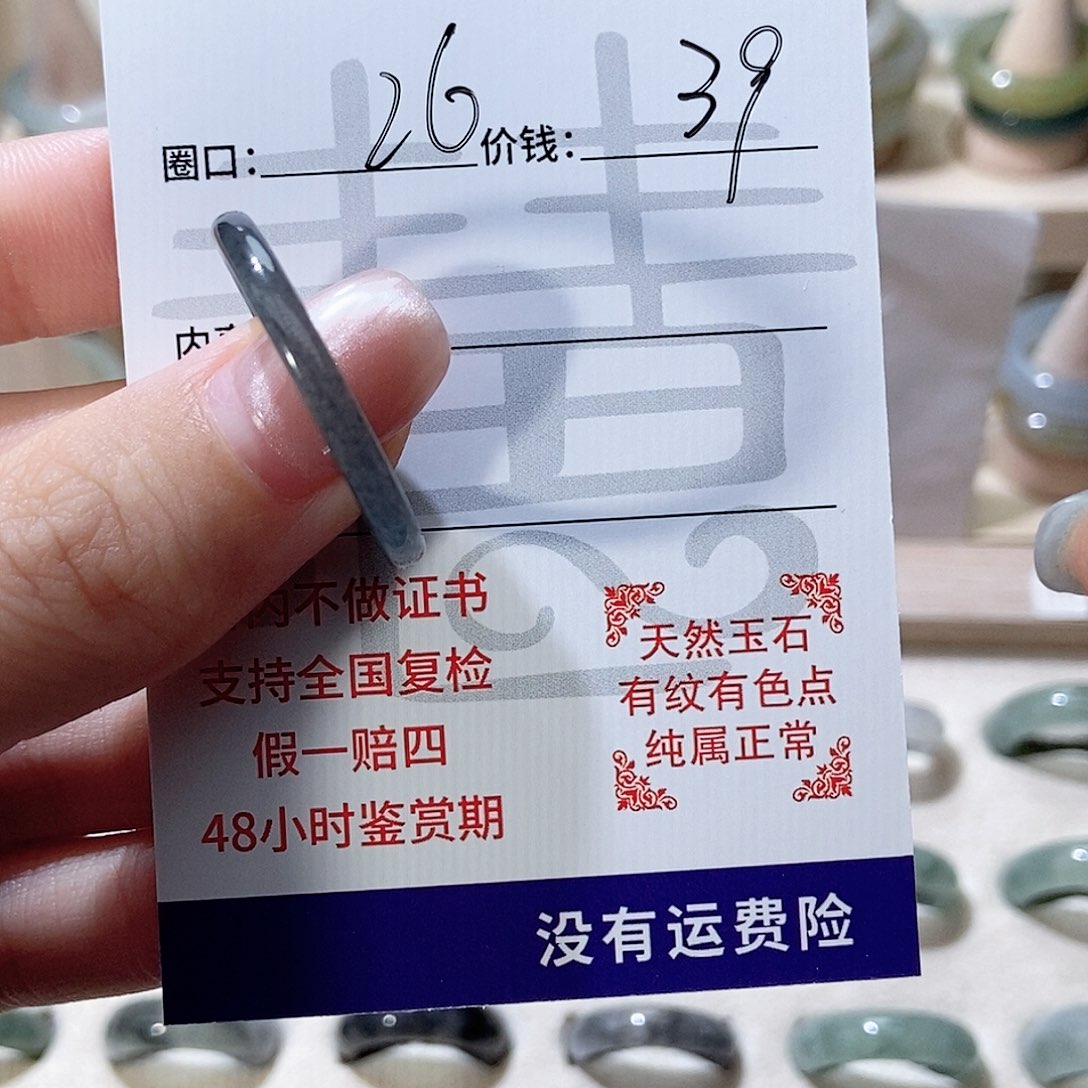 圈口：26 价钱：39
内
内不做证书
支持全国复检
假一赔四
48小时鉴赏期
天然玉石
有纹有色点
纯属正常
没有运费险